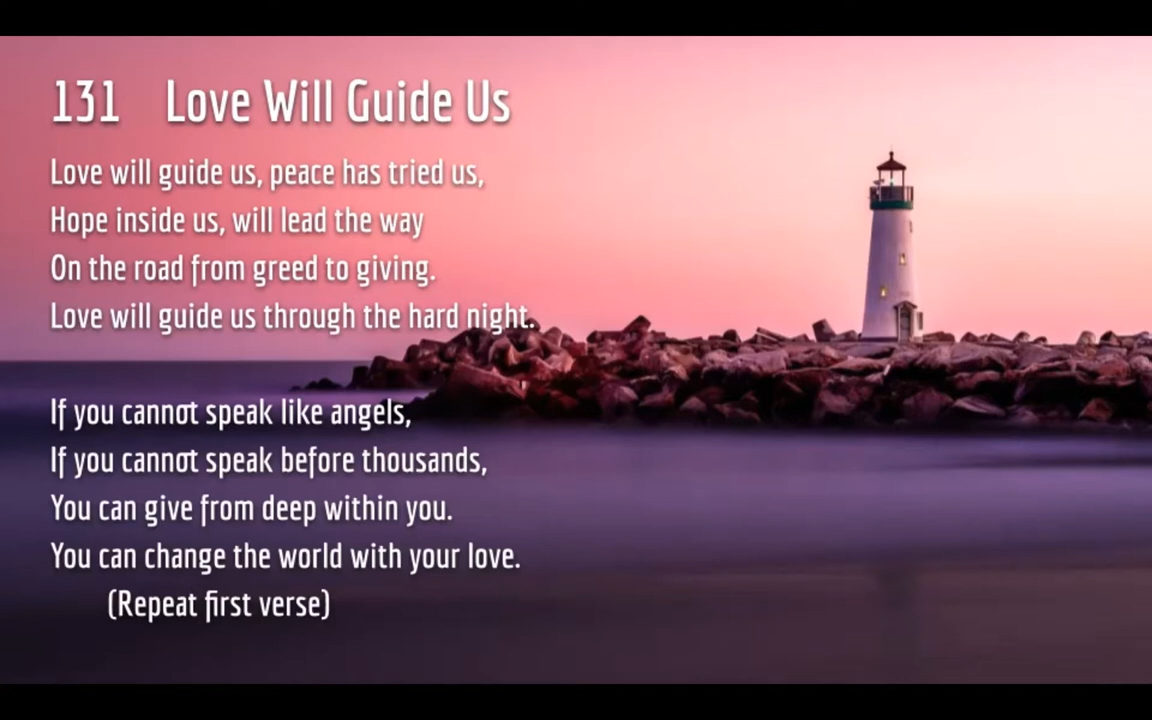 131 Love Will Guide Us
Love will guide us, peace has tried us,
Hope inside us, will lead the way
On the road from greed to giving.
Love will guide us through the hard night.
If you cannot speak like angels,
If you cannot speak before thousands,
You can give from deep within you.
You can change the world with your love.
(Repeat first verse)